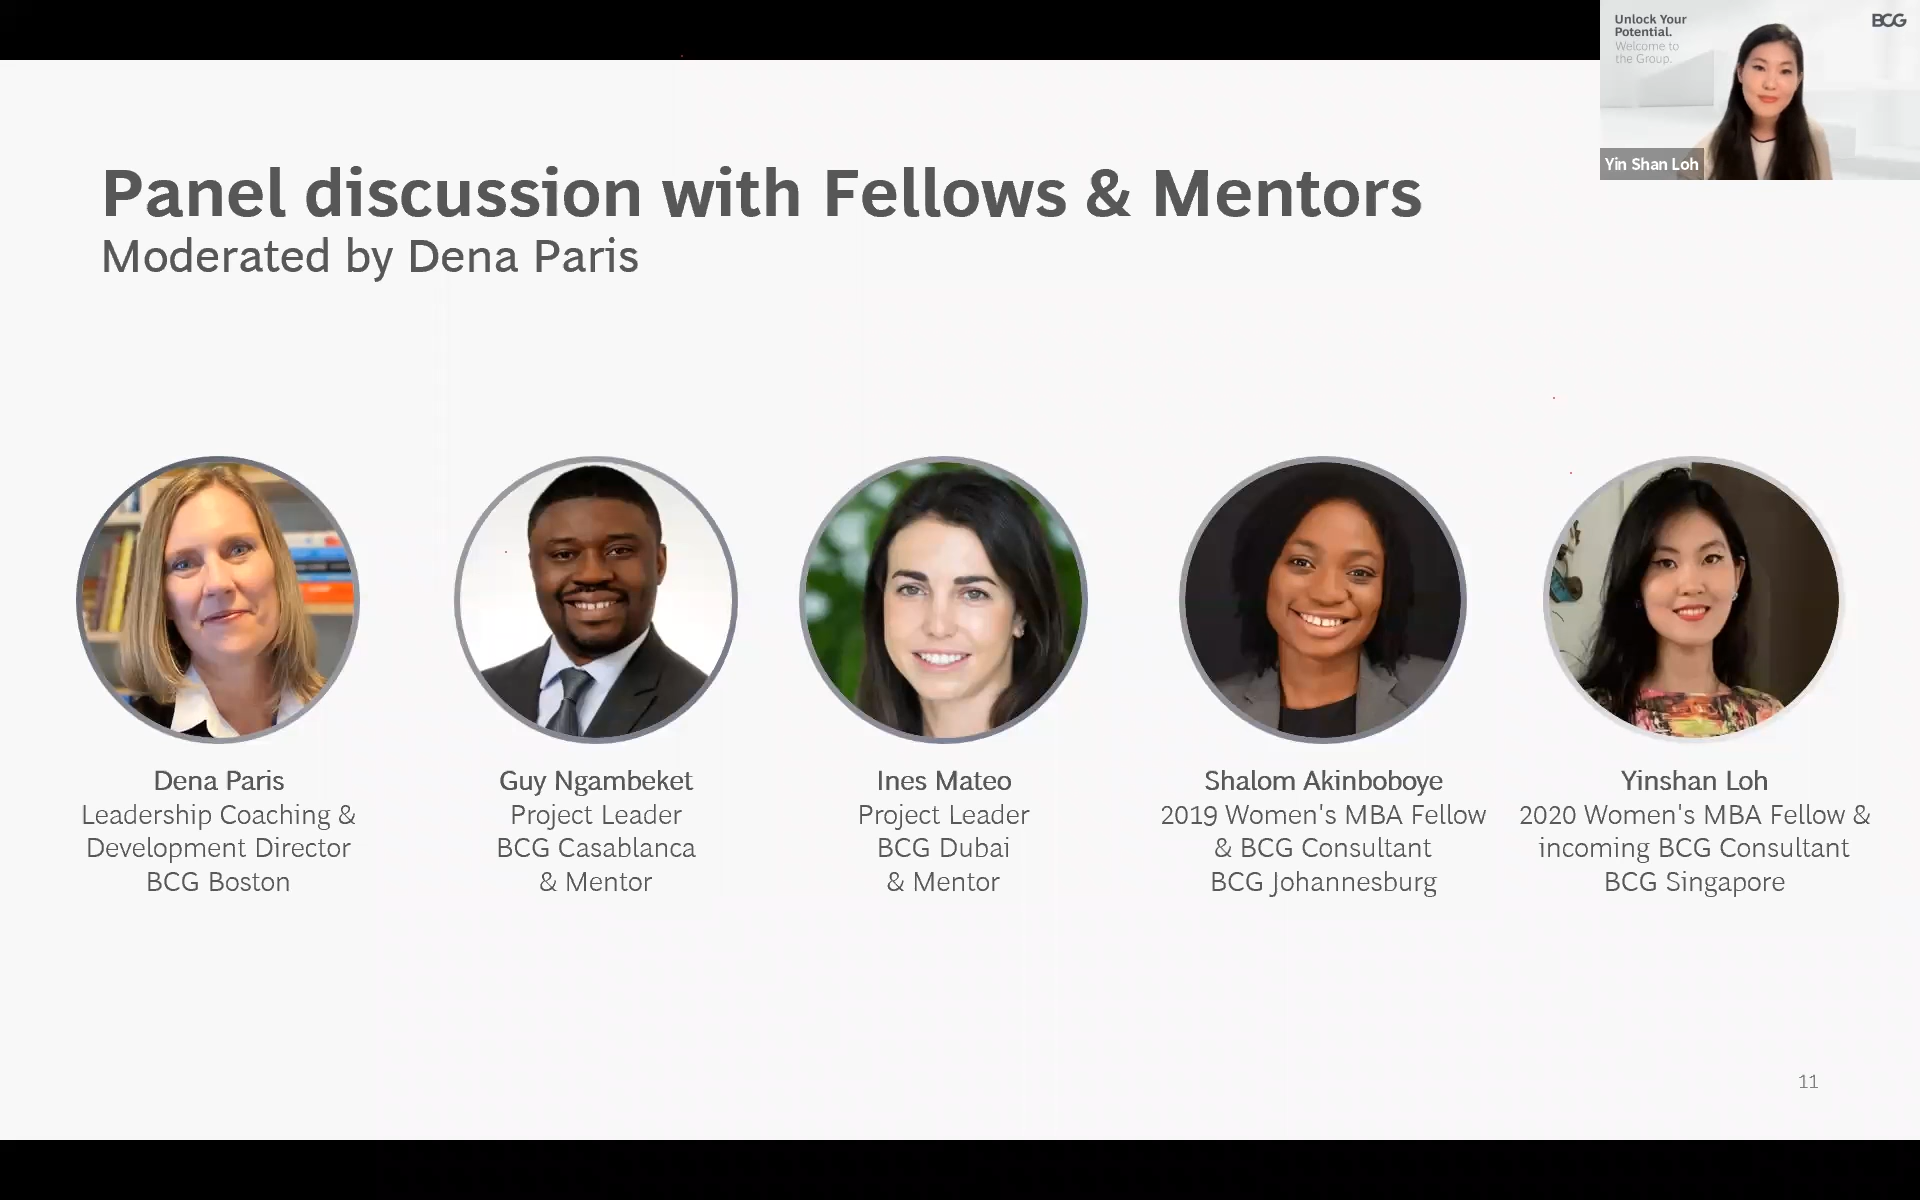 Unlock Your
Potential.
Welcome to
the Group.
BCG
Yin Shan Loh
Panel discussion with Fellows & Mentors
Moderated by Dena Paris
Dena Paris
Leadership Coaching &
Development Director
BCG Boston
Guy Ngambeket
Project Leader
BCG Casablanca
& Mentor
Ines Mateo
Project Leader
BCG Dubai
& Mentor
Shalom Akinboboye
2019 Women's MBA Fellow
& BCG Consultant
BCG Johannesburg
Yinshan Loh
2020 Women's MBA Fellow &
incoming BCG Consultant
BCG Singapore
11